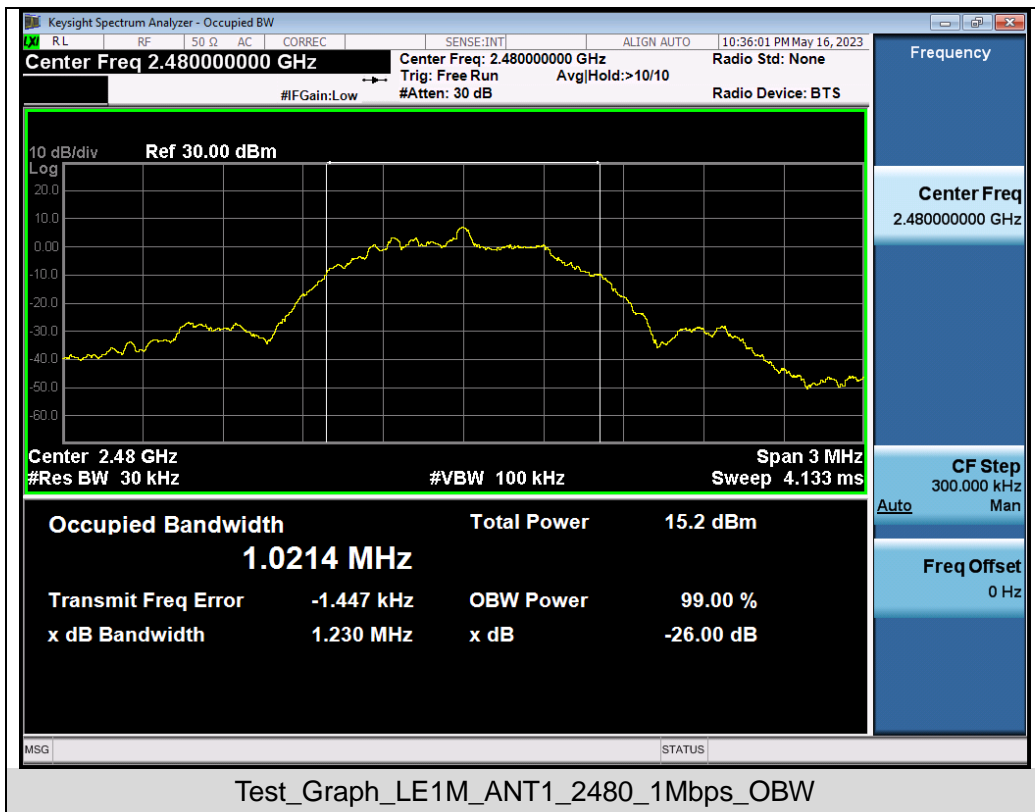 Keysight Spectrum Analyzer - Occupied BW
LXI RL RF 50 Ω AC CORREC SENSE:INT ALIGN AUTO 10:36:01 PM May 16, 2023
Center Freq 2.480000000 GHz
Center Freq: 2.480000000 GHz
Radio Std: None
Trig: Free Run Avg|Hold:>10/10
#IFGain:Low #Atten: 30 dB Radio Device: BTS
10 dB/div Ref 30.00 dBm
Log
20.0
10.0
0.00
-10.0
-20.0
-30.0
-40.0
-50.0
-60.0
Center 2.48 GHz Span 3 MHz
#Res BW 30 kHz #VBW 100 kHz Sweep 4.133 ms
Occupied Bandwidth Total Power 15.2 dBm
1.0214 MHz
Transmit Freq Error -1.447 kHz OBW Power 99.00 %
x dB Bandwidth 1.230 MHz x dB -26.00 dB
Frequency
Center Freq
2.480000000 GHz
CF Step
300.000 kHz
Auto Man
Freq Offset
0 Hz
MSG STATUS
Test_Graph_LE1M_ANT1_2480_1Mbps_OBW